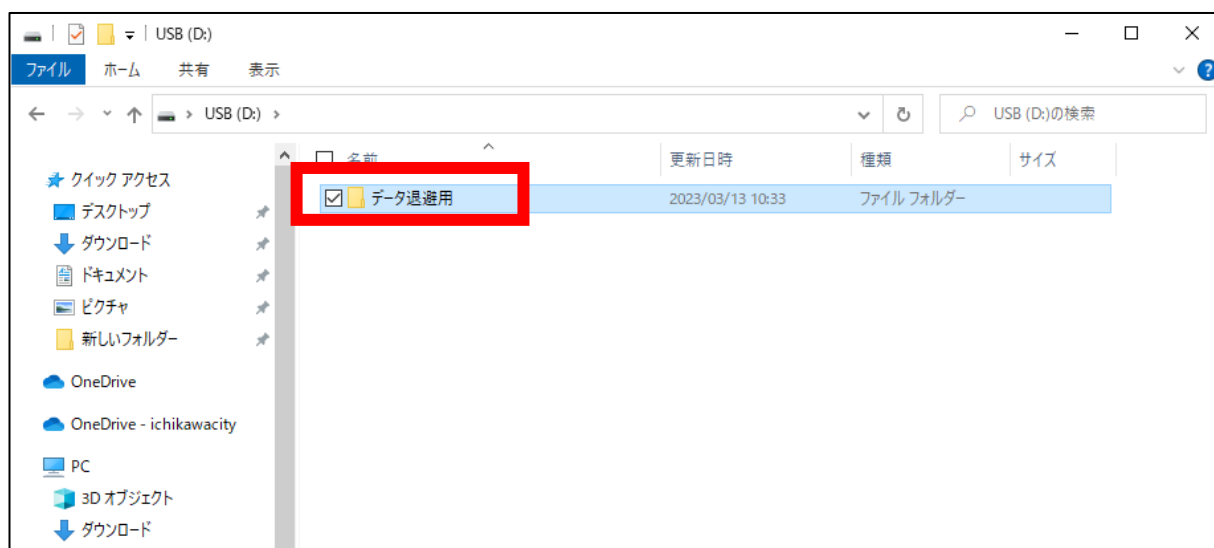 USB (D:)
ファイル ホーム 共有 表示
USB (D:) USB (D:)の検索
名前 更新日時 種類 サイズ
クイック アクセス
データ退避用 2023/03/13 10:33 ファイル フォルダー
デスクトップ
ダウンロード
ドキュメント
ピクチャ
新しいフォルダー
OneDrive
OneDrive - ichikawacity
PC
3D オブジェクト
ダウンロード